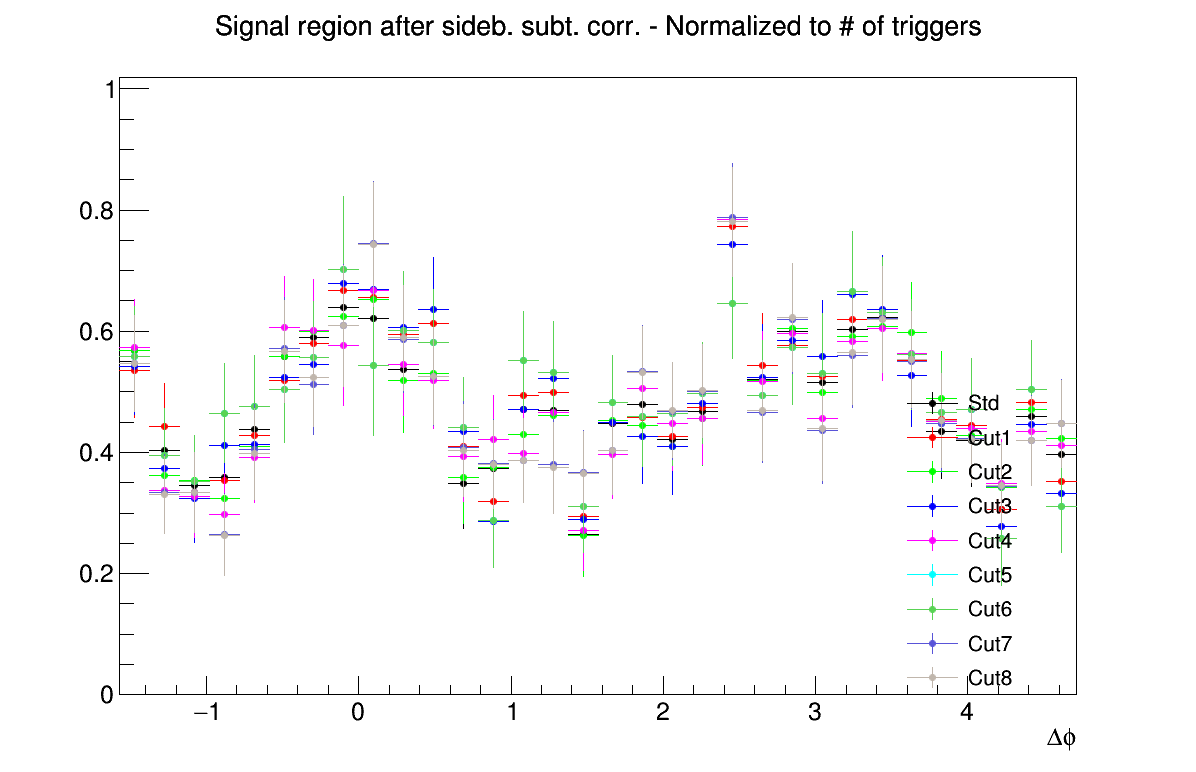 Signal region after sideb. subt. corr. - Normalized to # of triggers
1
0.8
0.6
0.4
0.2
0
−1 0 1 2 3 4
Δϕ
Std
Cut1
Cut2
Cut3
Cut4
Cut5
Cut6
Cut7
Cut8